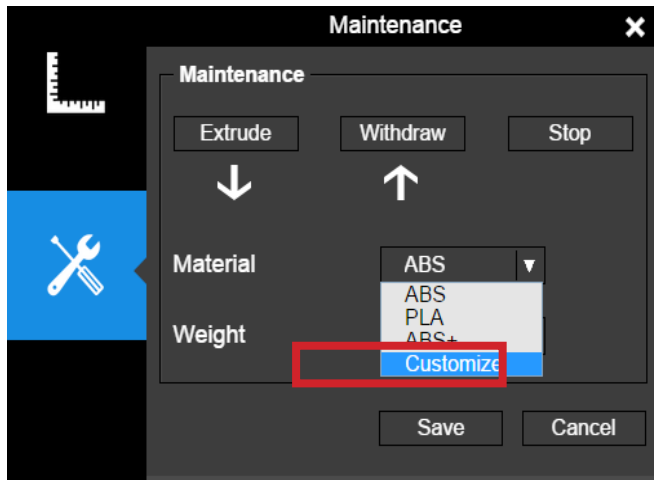 Maintenance
Maintenance
Extrude Withdraw Stop
Material ABS
ABS
PLA
Weight ABS+
Customize
Save Cancel